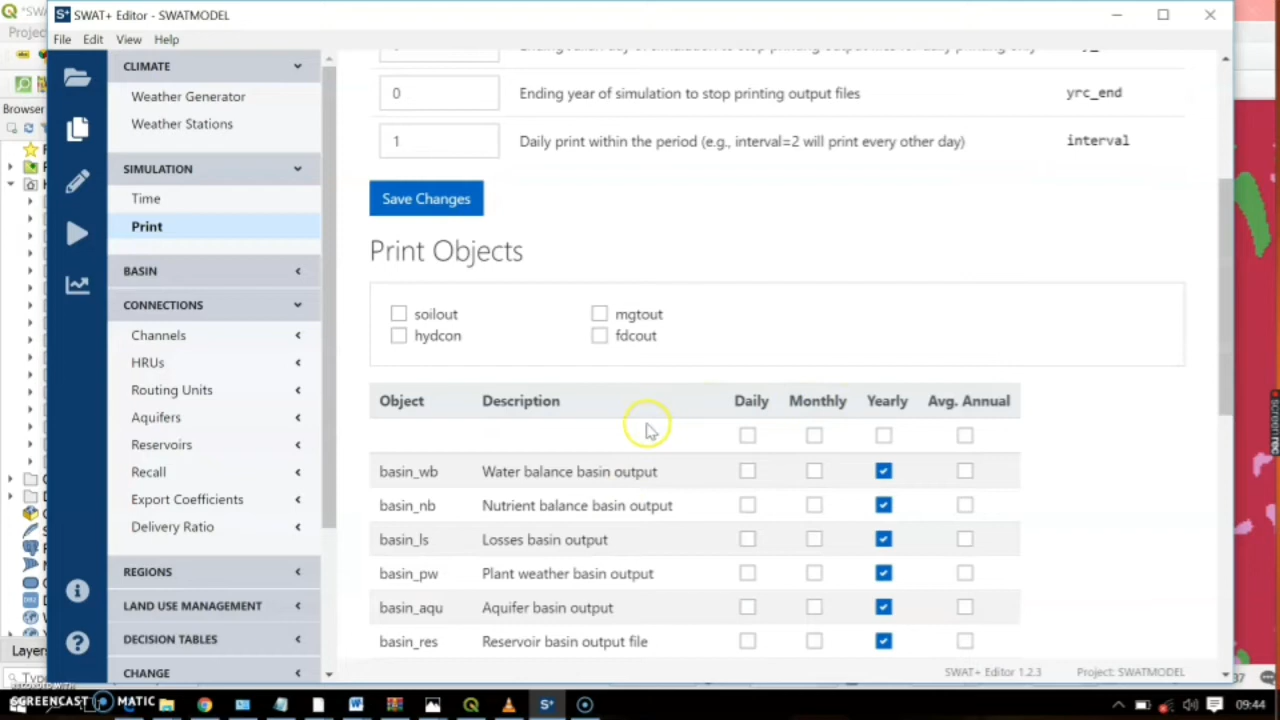 SWAT+ Editor - SWATMODEL
File Edit View Help
Browser
Layers
CLIMATE
Weather Generator
Weather Stations
SIMULATION
Time
Print
BASIN
CONNECTIONS
Channels
HRUs
Routing Units
Aquifers
Reservoirs
Recall
Export Coefficients
Delivery Ratio
REGIONS
LAND USE MANAGEMENT
DECISION TABLES
CHANGE
0 Ending year of simulation to stop printing output files yrc_end
1 Daily print within the period (e.g., interval=2 will print every other day) interval
Save Changes
Print Objects
soilout mgtout
hydcon fdcout
Object Description Daily Monthly Yearly Avg. Annual
basin_wb Water balance basin output
basin_nb Nutrient balance basin output
basin_ls Losses basin output
basin_pw Plant weather basin output
basin_aqu Aquifer basin output
basin_res Reservoir basin output file
SWAT+ Editor 1.2.3 Project: SWATMODEL
RECORDED WITH
SCREENCAST MATIC
09:44